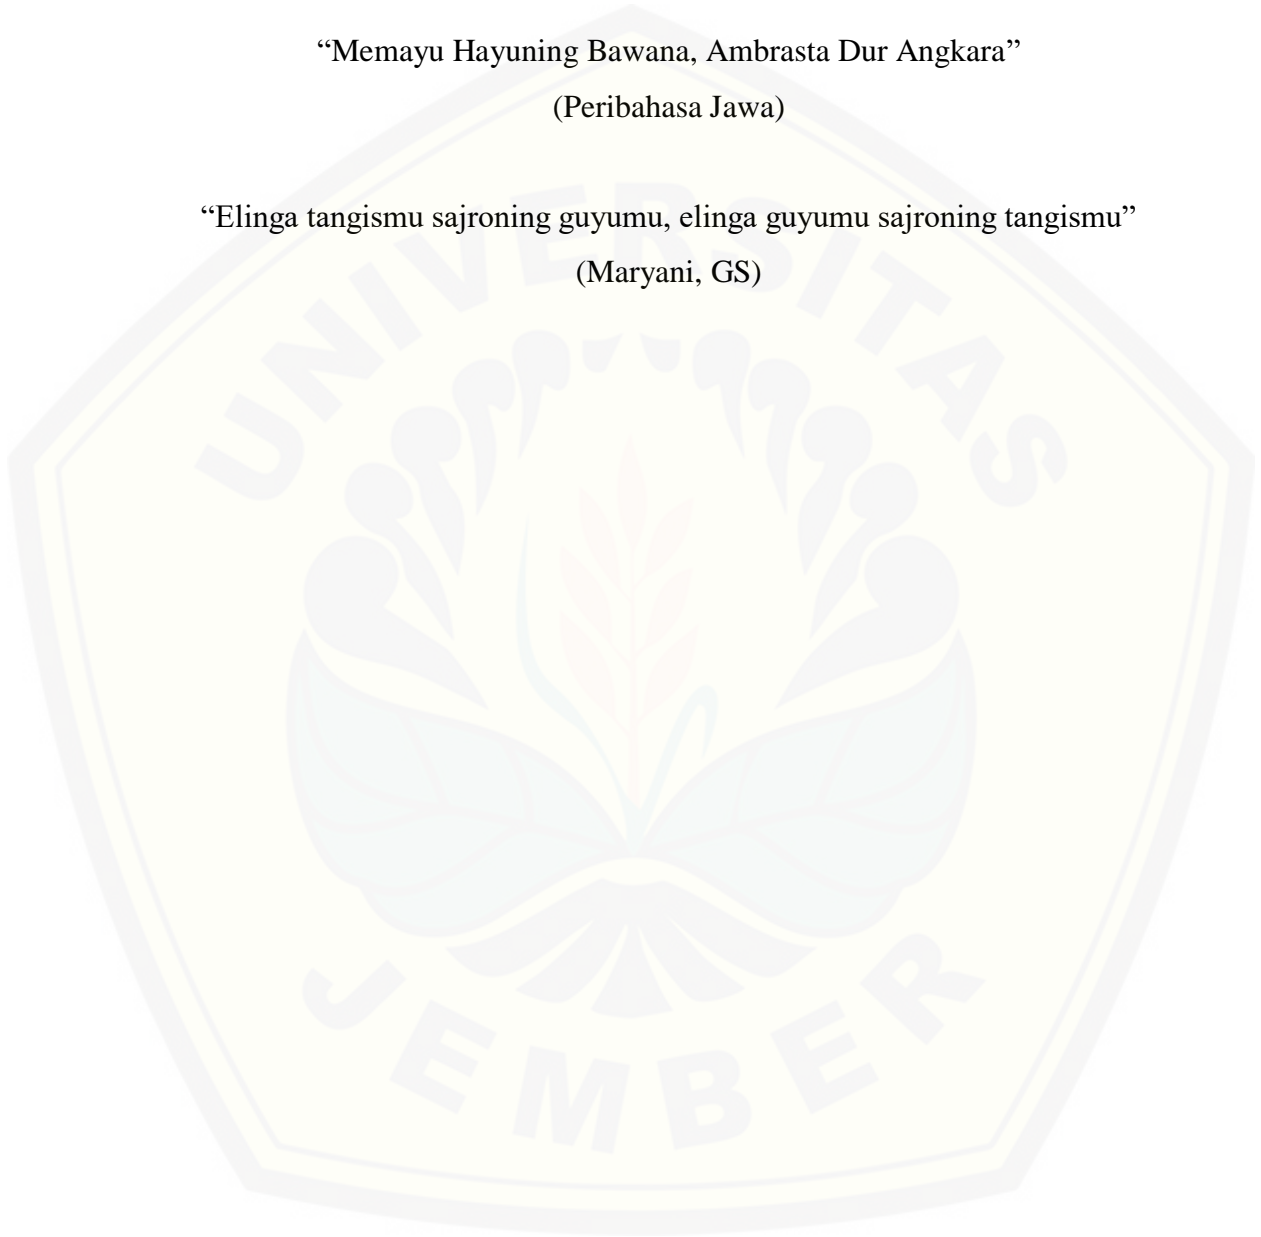 “Memayu Hayuning Bawana, Ambrasta Dur Angkara”
(Peribahasa Jawa)
“Elinga tangismu sajroning guyumu, elinga guyumu sajroning tangismu”
(Maryani, GS)
UNIVERSITAS
JEMBER